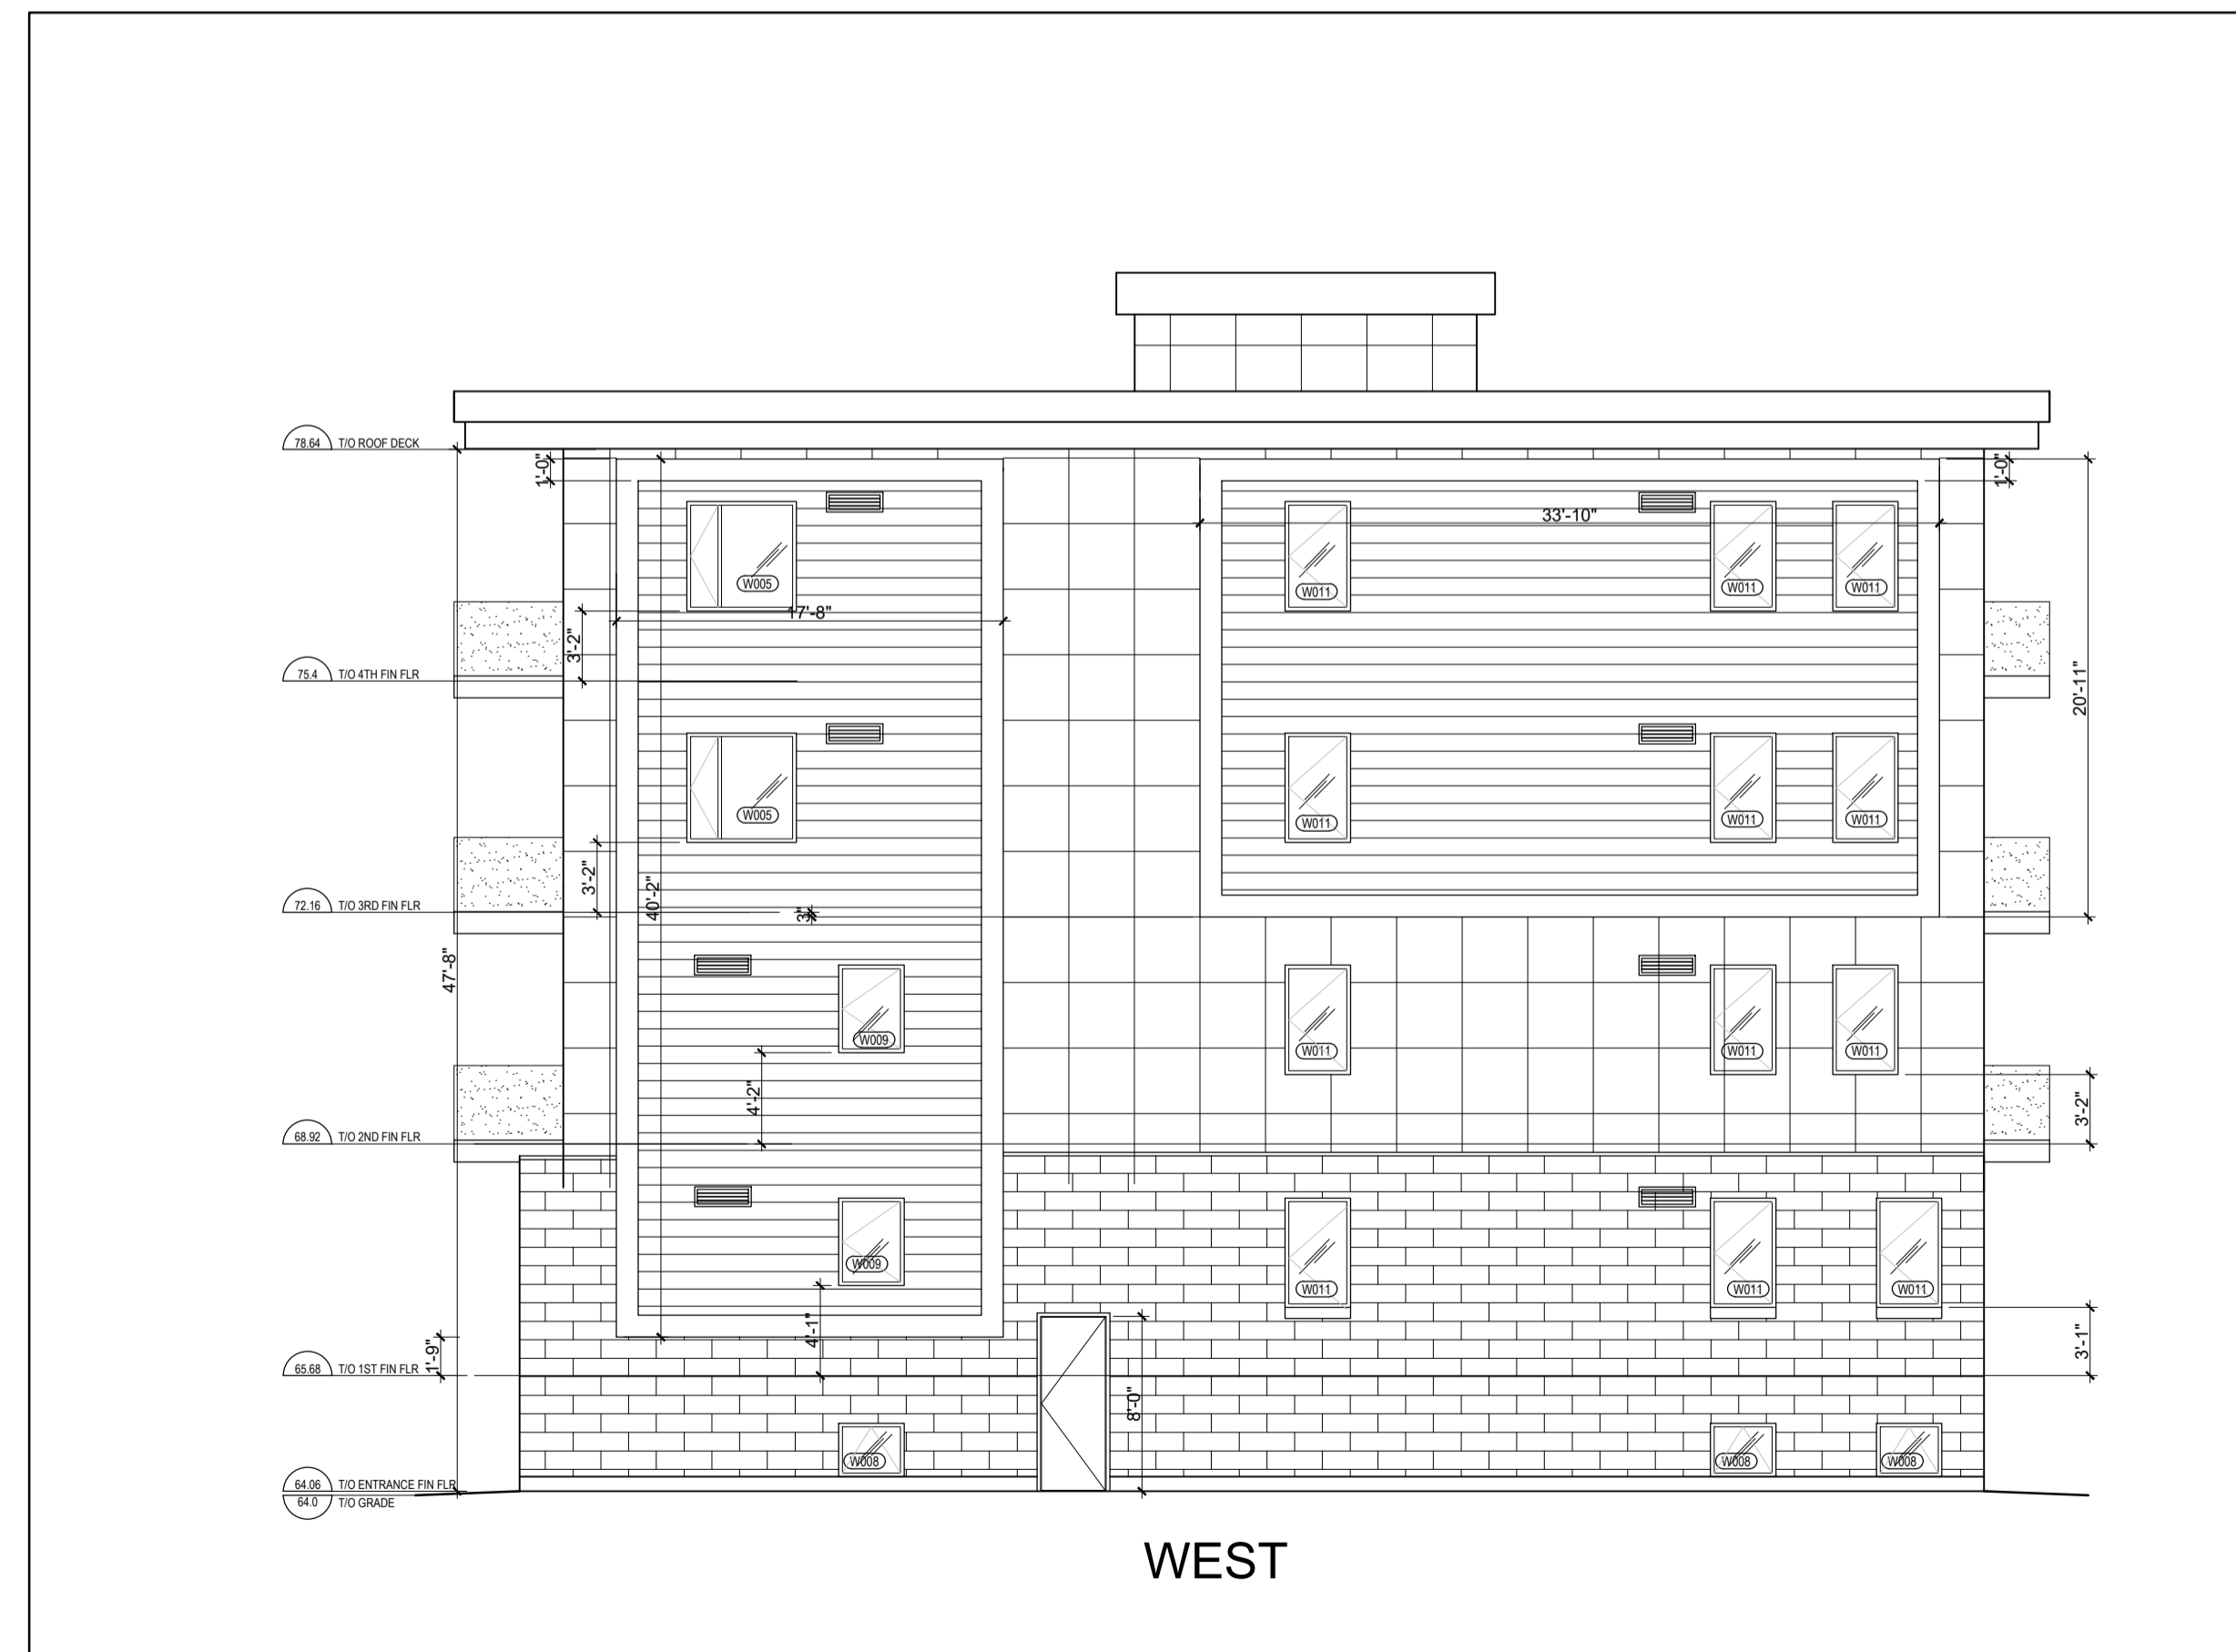 78.64 T/O ROOF DECK
1'-0"
1'-0"
33'-10"
W005
W011
W011
W011
17'-8"
3'-2"
75.4 T/O 4TH FIN FLR
20'-11"
W005
W011
W011
W011
3'-2"
40'-2"
72.16 T/O 3RD FIN FLR
3"
47'-8"
W009
W011
W011
W011
4'-2"
3'-2"
68.92 T/O 2ND FIN FLR
W009
W011
W011
W011
4'-1"
3'-1"
1'-9"
65.68 T/O 1ST FIN FLR
8'-0"
W008
W008
W008
64.06 T/O ENTRANCE FIN FLR
64.0 T/O GRADE
WEST